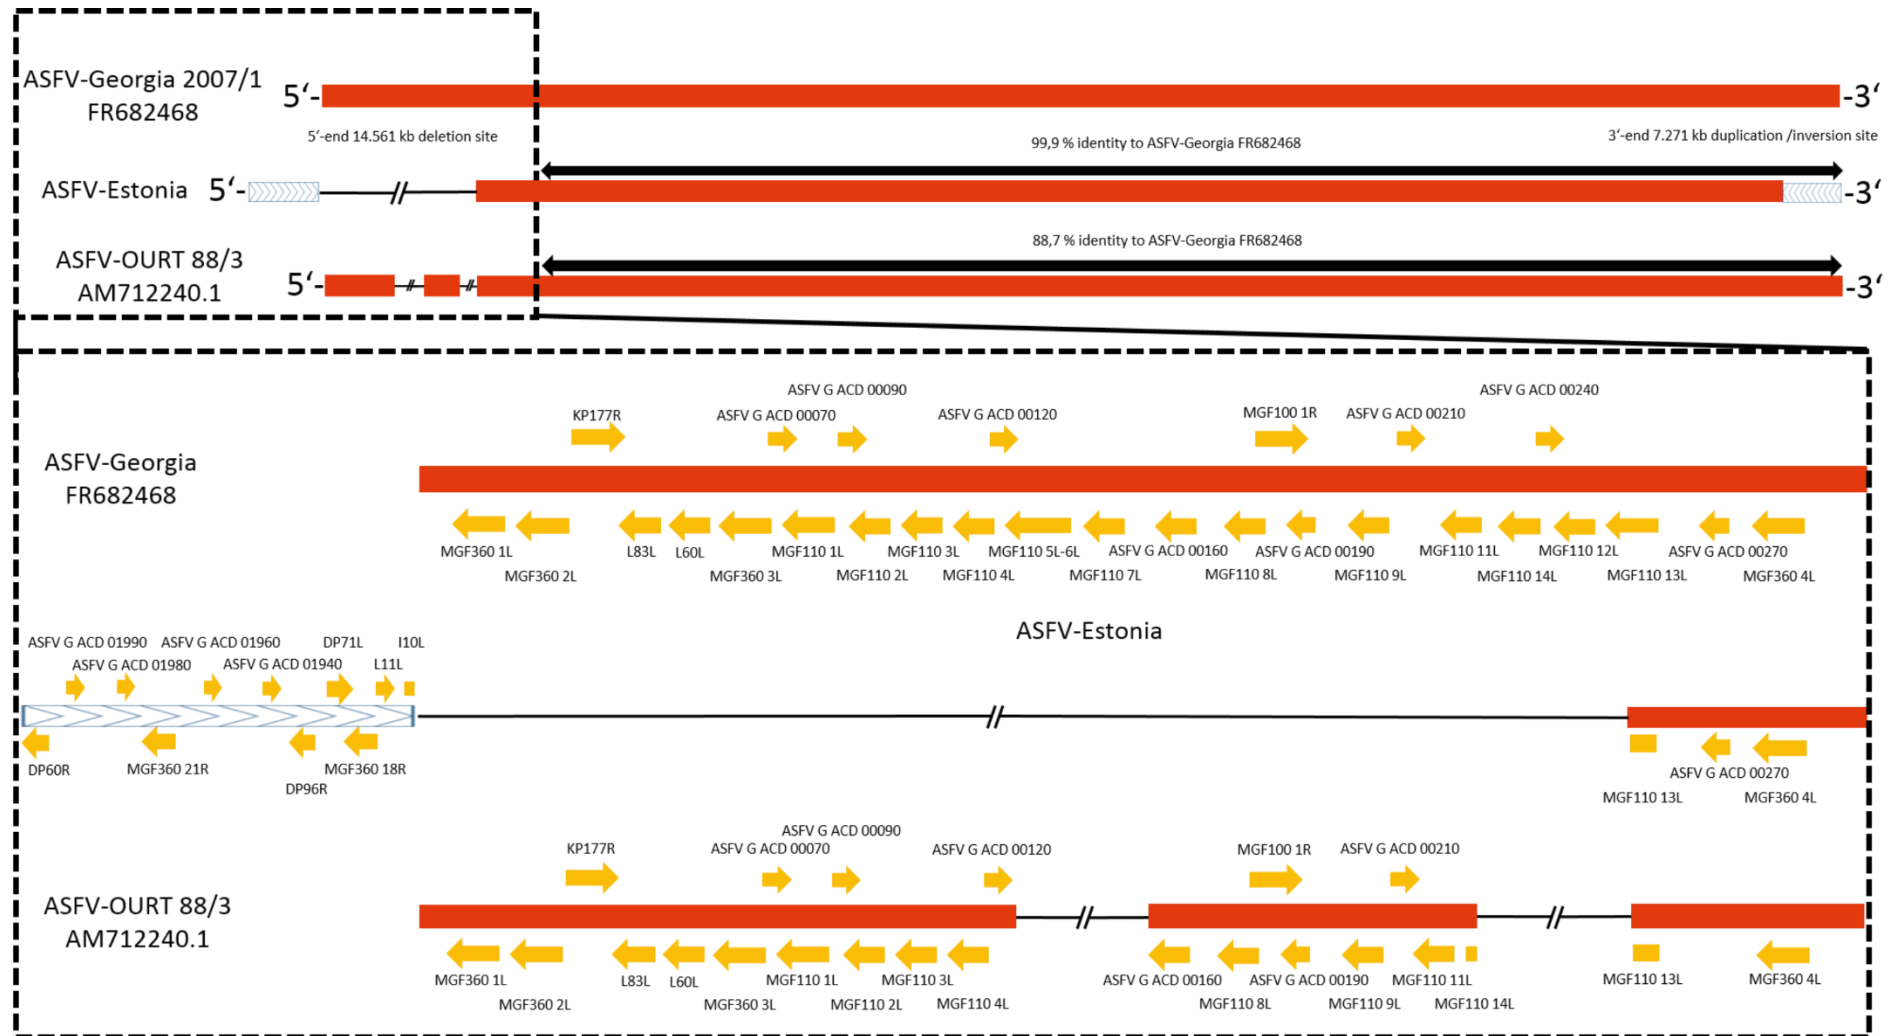 ASFV-Georgia 2007/1
FR682468
5‘-
-3‘
5‘-end 14.561 kb deletion site
99,9 % identity to ASFV-Georgia FR682468
3‘-end 7.271 kb duplication /inversion site
ASFV-Estonia
5‘-
-3‘
88,7 % identity to ASFV-Georgia FR682468
ASFV-OURT 88/3
AM712240.1
5‘-
-3‘
ASFV G ACD 00090
ASFV G ACD 00240
KP177R
ASFV G ACD 00070
ASFV G ACD 00120
MGF100 1R
ASFV G ACD 00210
ASFV-Georgia
FR682468
MGF360 1L
L83L
L60L
MGF110 1L
MGF110 3L
MGF110 5L-6L
ASFV G ACD 00160
ASFV G ACD 00190
MGF110 11L
MGF110 12L
ASFV G ACD 00270
MGF360 2L
MGF360 3L
MGF110 2L
MGF110 4L
MGF110 7L
MGF110 8L
MGF110 9L
MGF110 14L
MGF110 13L
MGF360 4L
ASFV-Estonia
ASFV G ACD 01990
ASFV G ACD 01960
DP71L
I10L
ASFV G ACD 01980
ASFV G ACD 01940
L11L
DP60R
MGF360 21R
MGF360 18R
DP96R
ASFV G ACD 00270
MGF110 13L
MGF360 4L
ASFV G ACD 00090
KP177R
ASFV G ACD 00070
ASFV G ACD 00120
MGF100 1R
ASFV G ACD 00210
ASFV-OURT 88/3
AM712240.1
MGF360 1L
L83L
L60L
MGF110 1L
MGF110 3L
ASFV G ACD 00160
ASFV G ACD 00190
MGF110 11L
MGF110 13L
MGF360 4L
MGF360 2L
MGF360 3L
MGF110 2L
MGF110 4L
MGF110 8L
MGF110 9L
MGF110 14L